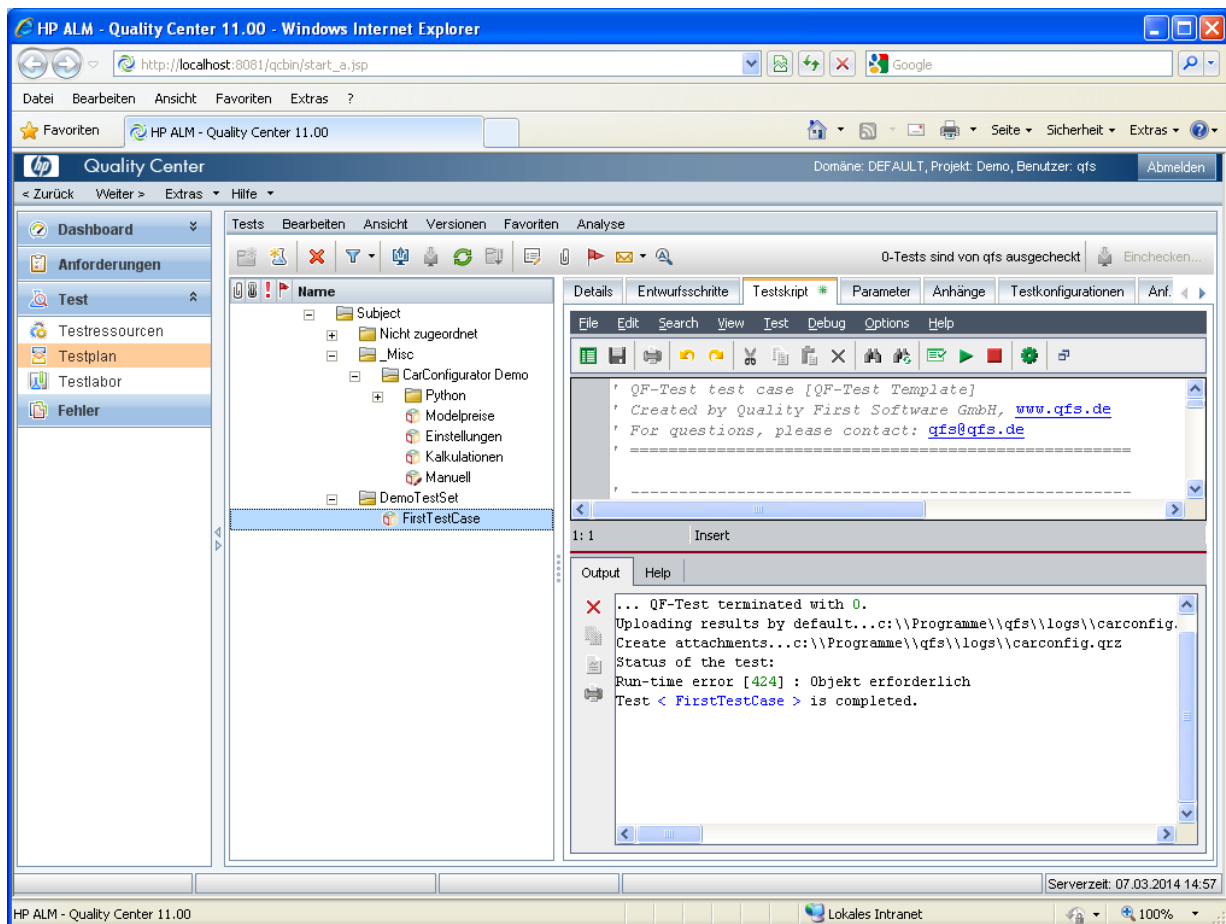 HP ALM - Quality Center 11.00 - Windows Internet Explorer
http://localhost:8081/qcbin/start_a.jsp
Google
Datei Bearbeiten Ansicht Favoriten Extras ?
Favoriten
HP ALM - Quality Center 11.00
Seite
Sicherheit
Extras
hp Quality Center
Domäne: DEFAULT, Projekt: Demo, Benutzer: qfs
Abmelden
< Zurück Weiter > Extras Hilfe
Dashboard
Anforderungen
Test
Testressourcen
Testplan
Testlabor
Fehler
Tests Bearbeiten Ansicht Versionen Favoriten Analyse
0-Tests sind von qfs ausgecheckt
Einchecken...
Name
Subject
Nicht zugeordnet
_Misc
CarConfigurator Demo
Python
Modelpreise
Einstellungen
Kalkulationen
Manuell
DemoTestSet
FirstTestCase
Details Entwurfsschritte Testskript * Parameter Anhänge Testkonfigurationen Anf.
File Edit Search View Test Debug Options Help
' QF-Test test case [QF-Test Template]
' Created by Quality First Software GmbH, www.qfs.de
' For questions, please contact: qfs@qfs.de
' ====================================================
' ----------------------------------------------------
1: 1
Insert
Output Help
... QF-Test terminated with 0.
Uploading results by default...c:\\Programme\\qfs\\logs\\carconfig.
Create attachments...c:\\Programme\\qfs\\logs\\carconfig.qrz
Status of the test:
Run-time error [424] : Objekt erforderlich
Test < FirstTestCase > is completed.
Serverzeit: 07.03.2014 14:57
HP ALM - Quality Center 11.00
Lokales Intranet
100%